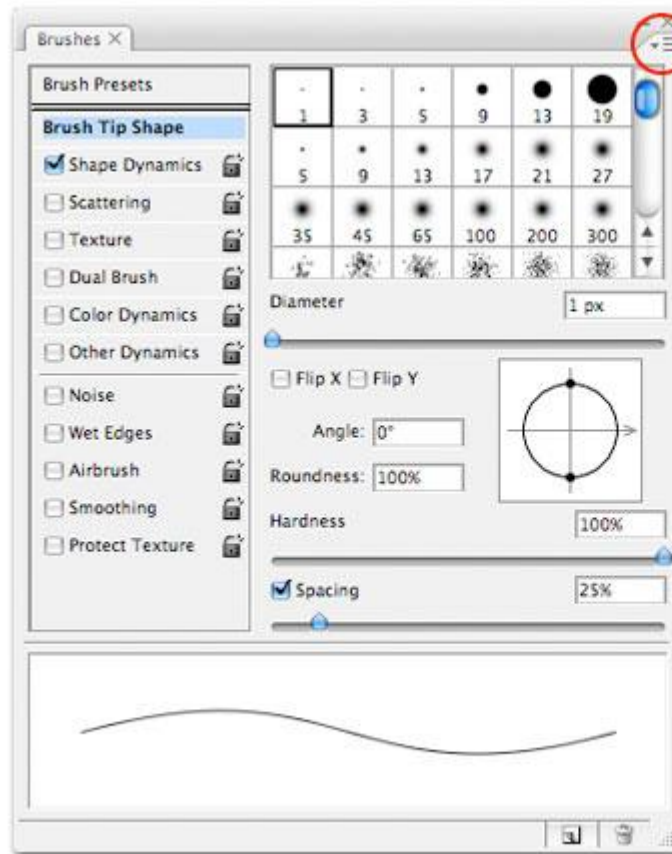 Brushes
Brush Presets
Brush Tip Shape
Shape Dynamics
Scattering
Texture
Dual Brush
Color Dynamics
Other Dynamics
Noise
Wet Edges
Airbrush
Smoothing
Protect Texture
1 3 5 9 13 19
5 9 13 17 21 27
35 45 65 100 200 300
Diameter 1 px
Flip X Flip Y
Angle: 0°
Roundness: 100%
Hardness 100%
Spacing 25%